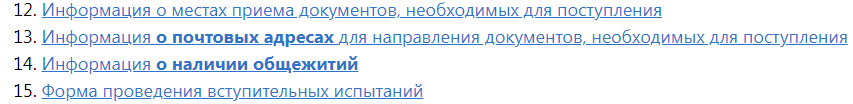 12. Информация о местах приема документов, необходимых для поступления
13. Информация о почтовых адресах для направления документов, необходимых для поступления
14. Информация о наличии общежитий
15. Форма проведения вступительных испытаний